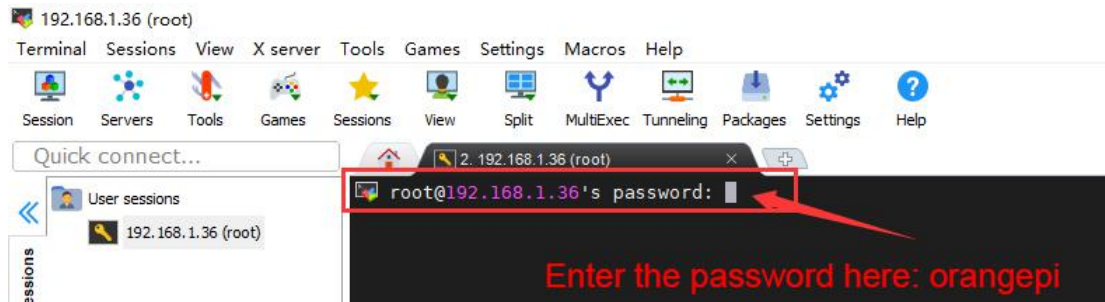 192.168.1.36 (root)
Terminal Sessions View X server Tools Games Settings Macros Help
Session Servers Tools Games Sessions View Split MultiExec Tunneling Packages Settings Help
Quick connect...
2. 192.168.1.36 (root)
root@192.168.1.36's password:
User sessions
192.168.1.36 (root)
Enter the password here: orangepi